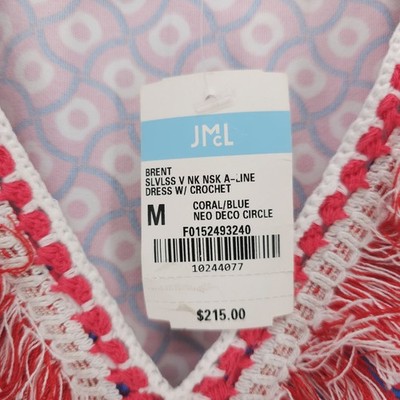 JMcL
BRENT
SLVLSS V NK NSK A-LINE
DRESS W/ CROCHET
M CORAL/BLUE
NEO DECO CIRCLE
F0152493240
10244077
$215.00